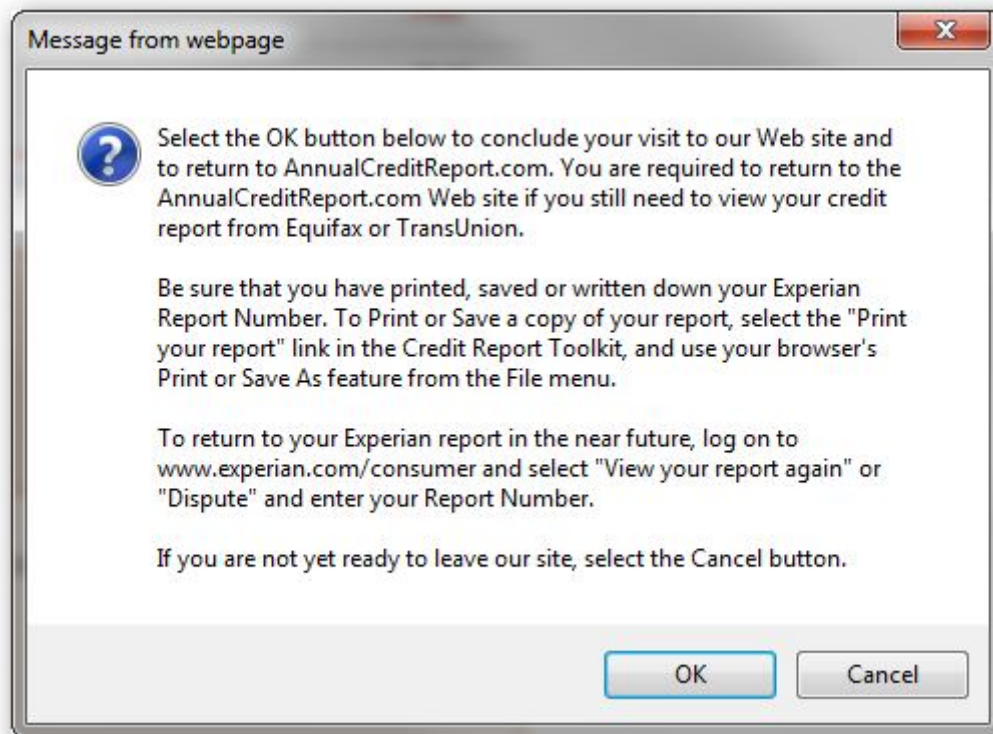 Message from webpage
Select the OK button below to conclude your visit to our Web site and
to return to AnnualCreditReport.com. You are required to return to the
AnnualCreditReport.com Web site if you still need to view your credit
report from Equifax or TransUnion.
Be sure that you have printed, saved or written down your Experian
Report Number. To Print or Save a copy of your report, select the "Print
your report" link in the Credit Report Toolkit, and use your browser's
Print or Save As feature from the File menu.
To return to your Experian report in the near future, log on to
www.experian.com/consumer and select "View your report again" or
"Dispute" and enter your Report Number.
If you are not yet ready to leave our site, select the Cancel button.
OK
Cancel